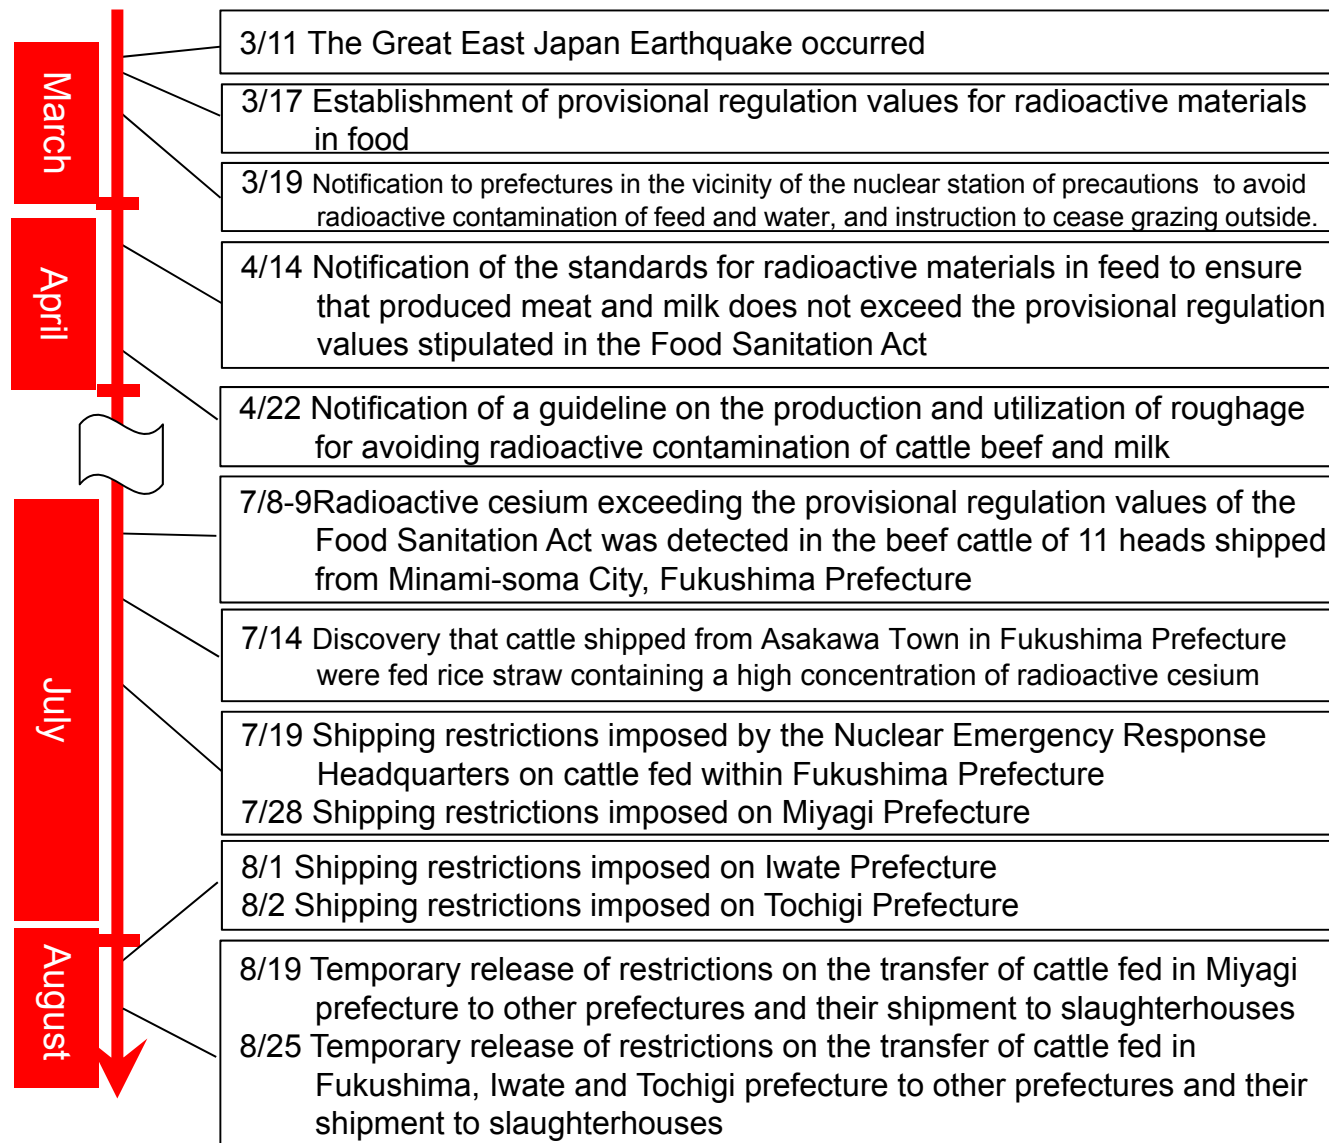 March
3/11 The Great East Japan Earthquake occurred
3/17 Establishment of provisional regulation values for radioactive materials
in food
3/19 Notification to prefectures in the vicinity of the nuclear station of precautions to avoid
radioactive contamination of feed and water, and instruction to cease grazing outside.
April
4/14 Notification of the standards for radioactive materials in feed to ensure
that produced meat and milk does not exceed the provisional regulation
values stipulated in the Food Sanitation Act
4/22 Notification of a guideline on the production and utilization of roughage
for avoiding radioactive contamination of cattle beef and milk
July
7/8-9Radioactive cesium exceeding the provisional regulation values of the
Food Sanitation Act was detected in the beef cattle of 11 heads shipped
from Minami-soma City, Fukushima Prefecture
7/14 Discovery that cattle shipped from Asakawa Town in Fukushima Prefecture
were fed rice straw containing a high concentration of radioactive cesium
7/19 Shipping restrictions imposed by the Nuclear Emergency Response
Headquarters on cattle fed within Fukushima Prefecture
7/28 Shipping restrictions imposed on Miyagi Prefecture
August
8/1 Shipping restrictions imposed on Iwate Prefecture
8/2 Shipping restrictions imposed on Tochigi Prefecture
8/19 Temporary release of restrictions on the transfer of cattle fed in Miyagi
prefecture to other prefectures and their shipment to slaughterhouses
8/25 Temporary release of restrictions on the transfer of cattle fed in
Fukushima, Iwate and Tochigi prefecture to other prefectures and their
shipment to slaughterhouses